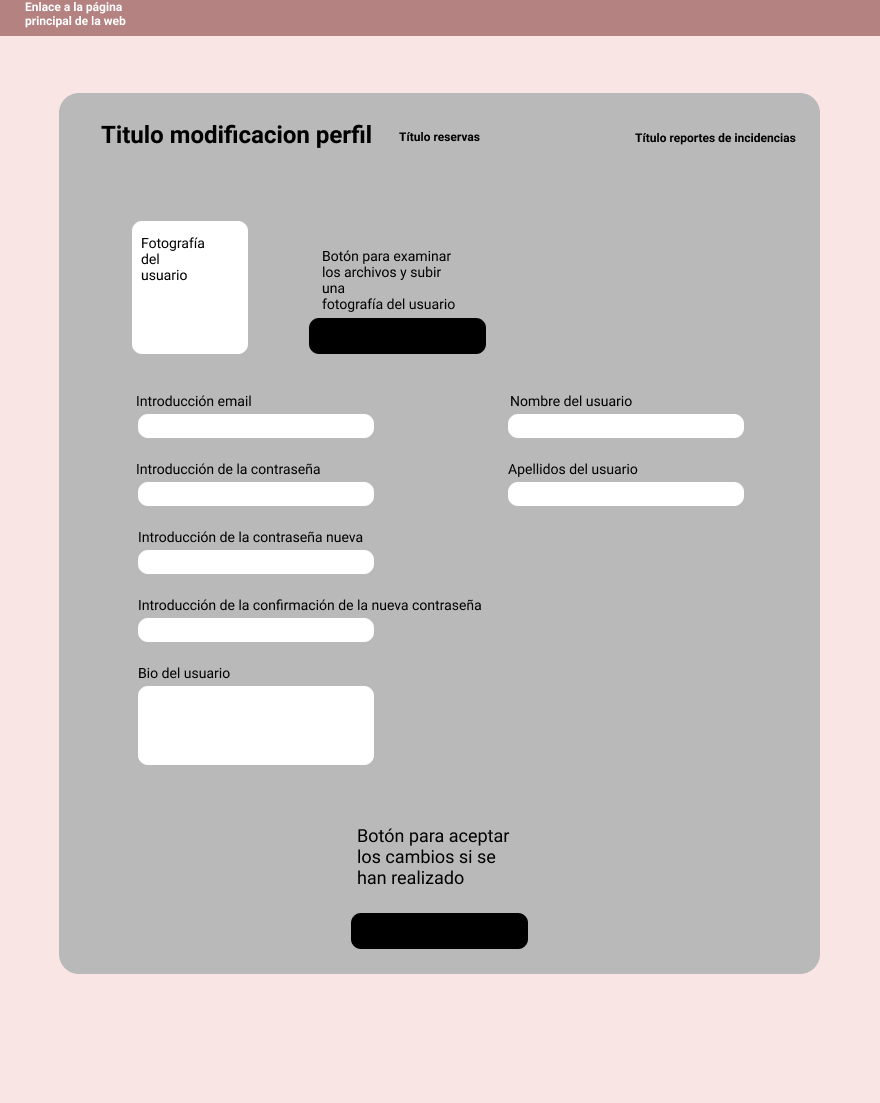 Enlace a la página
principal de la web
Titulo modificacion perfil
Título reservas
Título reportes de incidencias
Fotografía
del
usuario
Botón para examinar
los archivos y subir
una
fotografía del usuario
Introducción email
Nombre del usuario
Introducción de la contraseña
Apellidos del usuario
Introducción de la contraseña nueva
Introducción de la confirmación de la nueva contraseña
Bio del usuario
Botón para aceptar
los cambios si se
han realizado